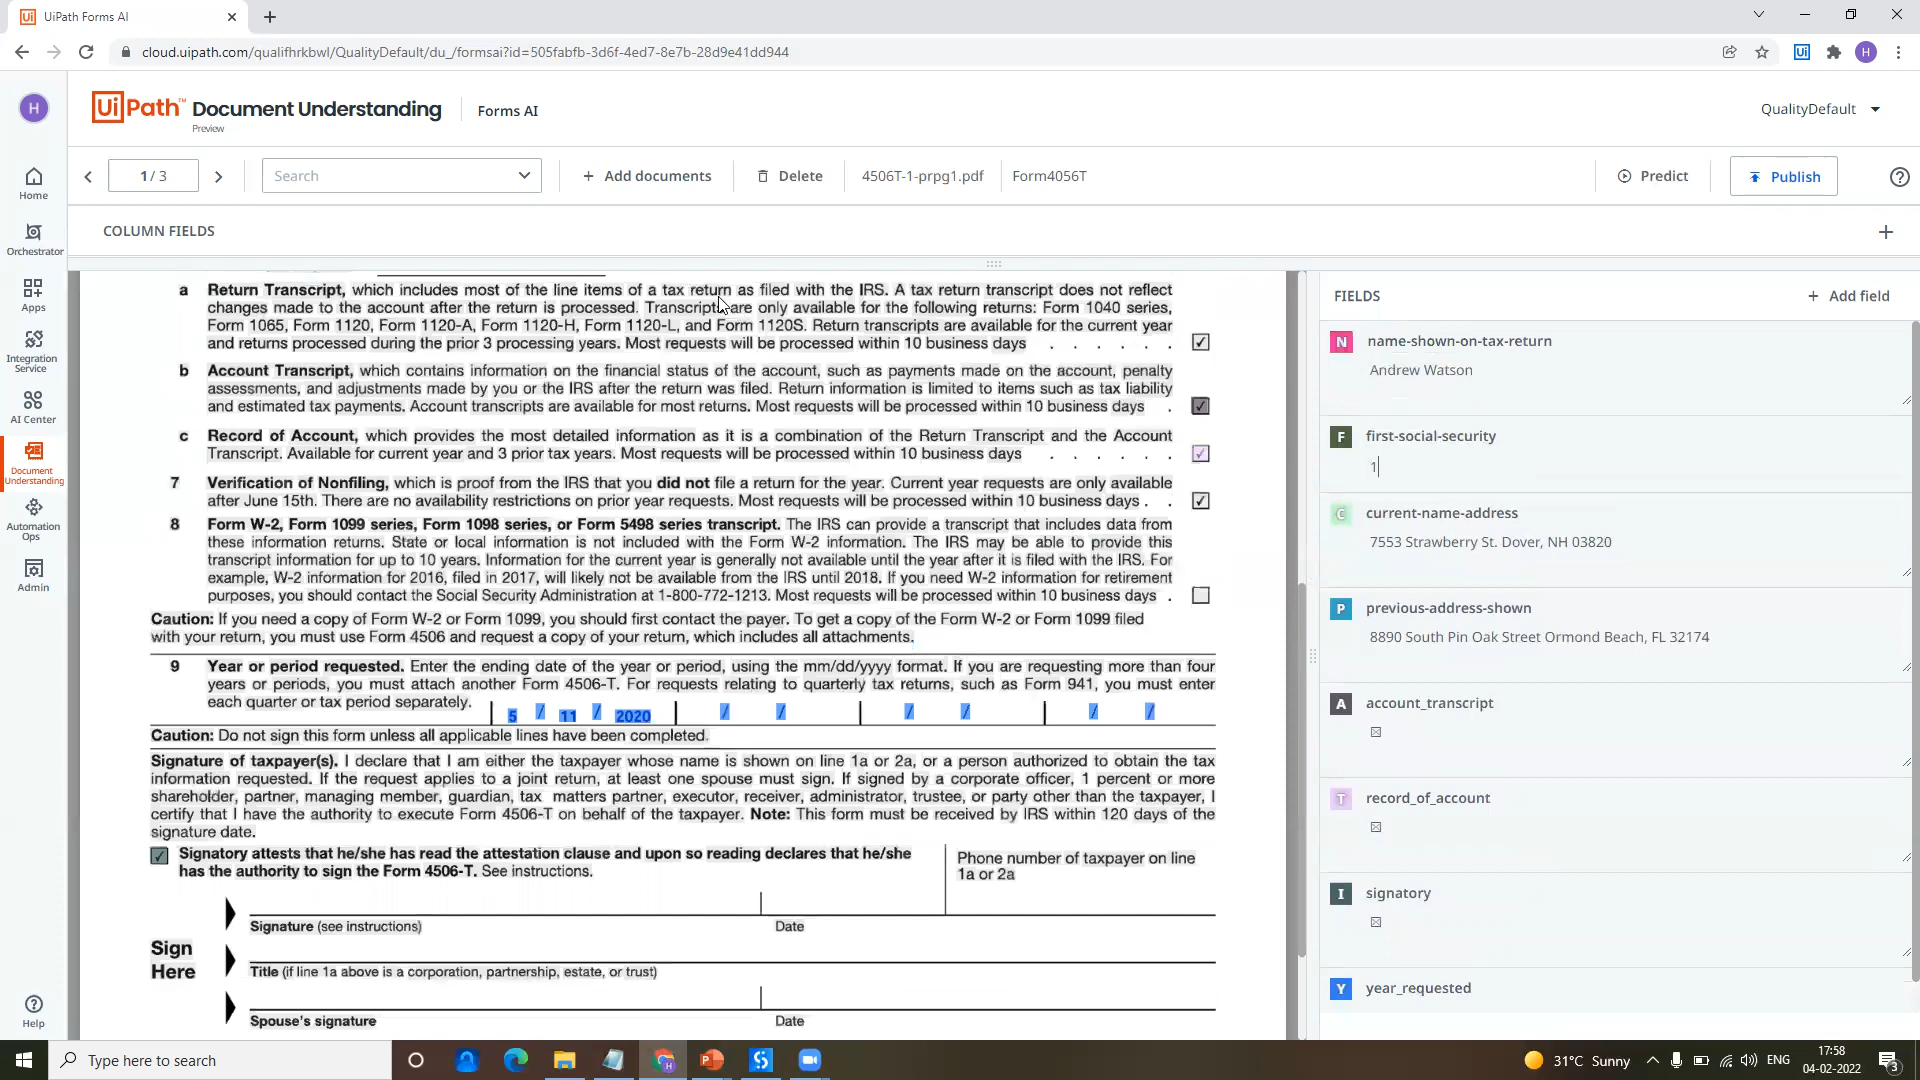 UiPath Forms AI
cloud.uipath.com/qualifhrkbwl/QualityDefault/du_/formsai?id=505fabfb-3d6f-4ed7-8e7b-28d9e41dd944
Ui
H
H
UiPath™ Document Understanding
Preview
Forms AI
QualityDefault
Home
Orchestrator
Apps
Integration Service
AI Center
Document Understanding
Automation Ops
Admin
Help
1 / 3
Search
+ Add documents
Delete
4506T-1-prpg1.pdf
Form4056T
Predict
Publish
COLUMN FIELDS
a Return Transcript, which includes most of the line items of a tax return as filed with the IRS. A tax return transcript does not reflect
changes made to the account after the return is processed. Transcripts are only available for the following returns: Form 1040 series,
Form 1065, Form 1120, Form 1120-A, Form 1120-H, Form 1120-L, and Form 1120S. Return transcripts are available for the current year
and returns processed during the prior 3 processing years. Most requests will be processed within 10 business days . . . . . .
b Account Transcript, which contains information on the financial status of the account, such as payments made on the account, penalty
assessments, and adjustments made by you or the IRS after the return was filed. Return information is limited to items such as tax liability
and estimated tax payments. Account transcripts are available for most returns. Most requests will be processed within 10 business days .
c Record of Account, which provides the most detailed information as it is a combination of the Return Transcript and the Account
Transcript. Available for current year and 3 prior tax years. Most requests will be processed within 10 business days . . . . . .
7 Verification of Nonfiling, which is proof from the IRS that you did not file a return for the year. Current year requests are only available
after June 15th. There are no availability restrictions on prior year requests. Most requests will be processed within 10 business days . .
8 Form W-2, Form 1099 series, Form 1098 series, or Form 5498 series transcript. The IRS can provide a transcript that includes data from
these information returns. State or local information is not included with the Form W-2 information. The IRS may be able to provide this
transcript information for up to 10 years. Information for the current year is generally not available until the year after it is filed with the IRS. For
example, W-2 information for 2016, filed in 2017, will likely not be available from the IRS until 2018. If you need W-2 information for retirement
purposes, you should contact the Social Security Administration at 1-800-772-1213. Most requests will be processed within 10 business days .
Caution: If you need a copy of Form W-2 or Form 1099, you should first contact the payer. To get a copy of the Form W-2 or Form 1099 filed
with your return, you must use Form 4506 and request a copy of your return, which includes all attachments.
9 Year or period requested. Enter the ending date of the year or period, using the mm/dd/yyyy format. If you are requesting more than four
years or periods, you must attach another Form 4506-T. For requests relating to quarterly tax returns, such as Form 941, you must enter
each quarter or tax period separately.
5 / 11 / 2020 / / / / / /
Caution: Do not sign this form unless all applicable lines have been completed.
Signature of taxpayer(s). I declare that I am either the taxpayer whose name is shown on line 1a or 2a, or a person authorized to obtain the tax
information requested. If the request applies to a joint return, at least one spouse must sign. If signed by a corporate officer, 1 percent or more
shareholder, partner, managing member, guardian, tax matters partner, executor, receiver, administrator, trustee, or party other than the taxpayer, I
certify that I have the authority to execute Form 4506-T on behalf of the taxpayer. Note: This form must be received by IRS within 120 days of the
signature date.
Signatory attests that he/she has read the attestation clause and upon so reading declares that he/she
has the authority to sign the Form 4506-T. See instructions.
Phone number of taxpayer on line
1a or 2a
Sign
Here
Signature (see instructions)
Date
Title (if line 1a above is a corporation, partnership, estate, or trust)
Spouse's signature
Date
FIELDS
+ Add field
N name-shown-on-tax-return
Andrew Watson
F first-social-security
1
C current-name-address
7553 Strawberry St. Dover, NH 03820
P previous-address-shown
8890 South Pin Oak Street Ormond Beach, FL 32174
A account_transcript
T record_of_account
I signatory
Y year_requested
Type here to search
31°C Sunny
ENG
17:58
04-02-2022
3